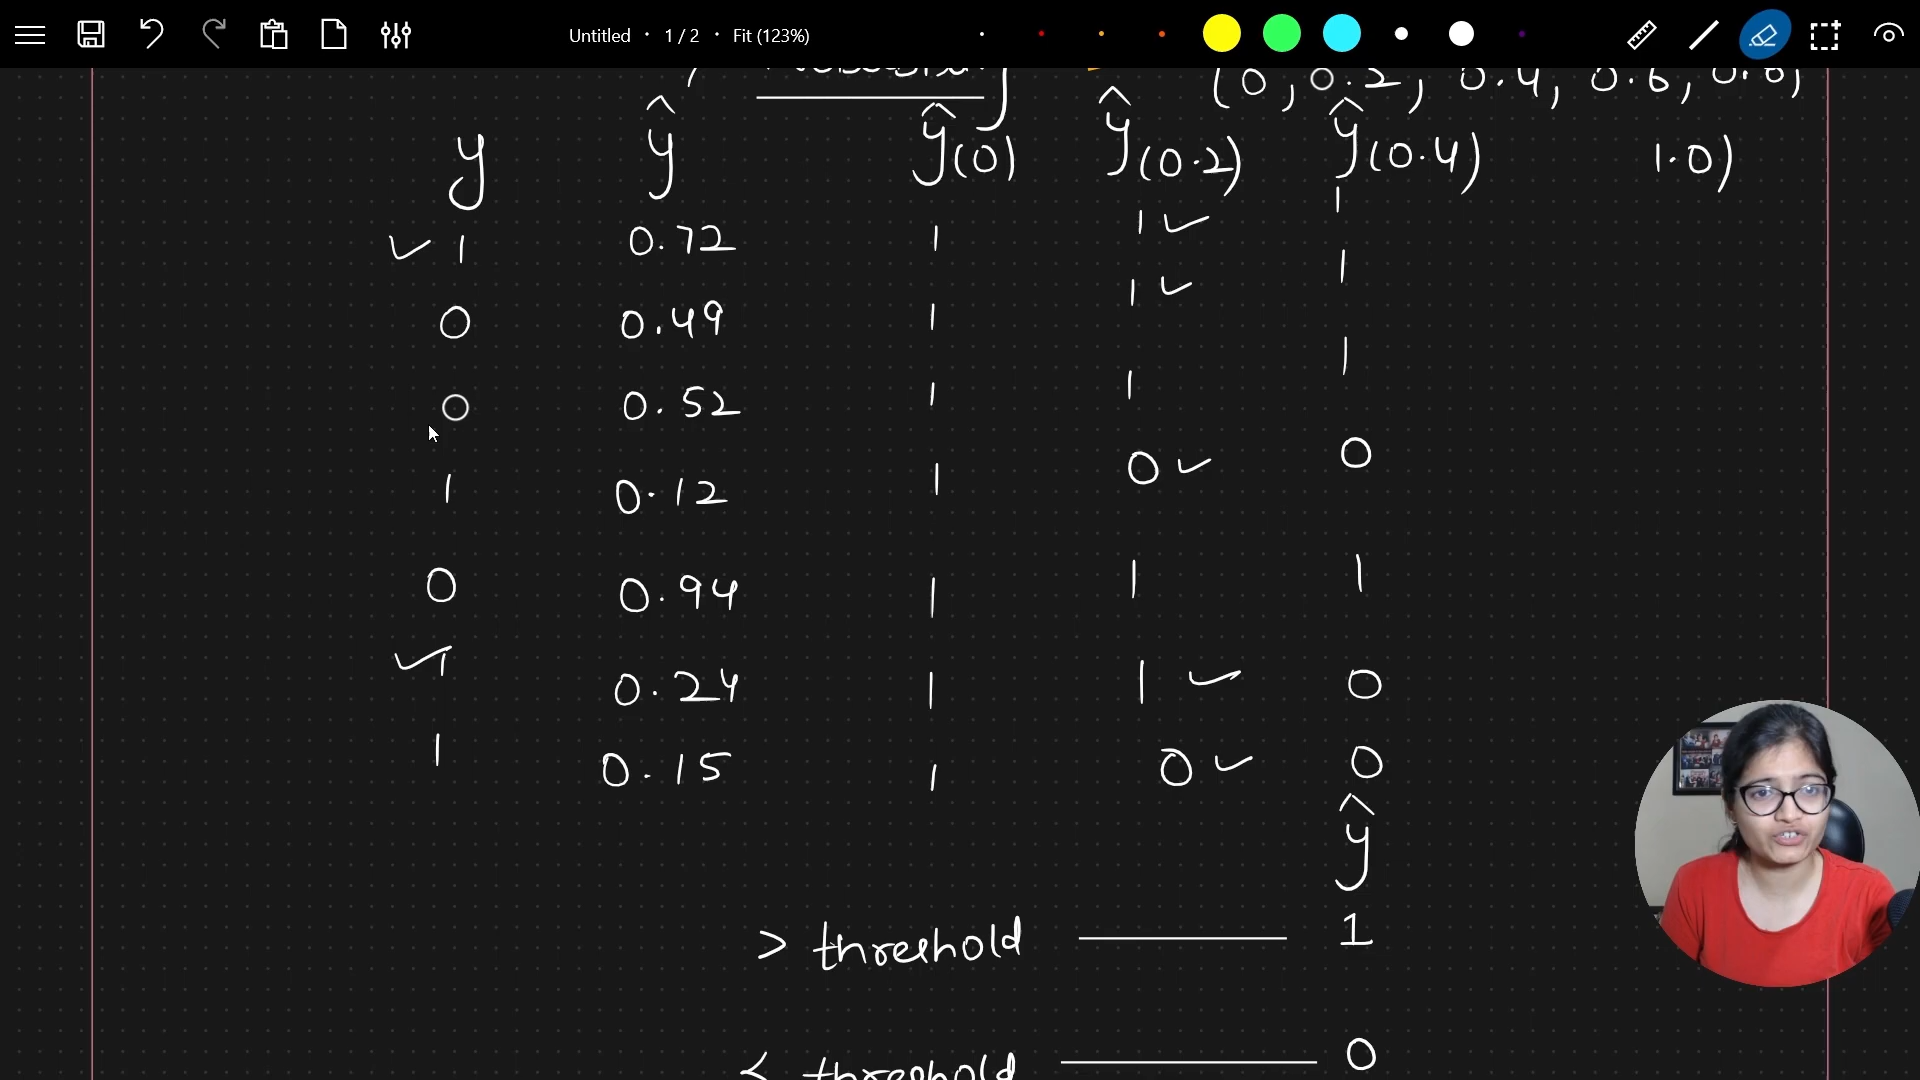 Untitled • 1 / 2 • Fit (123%)
(0, 0.2, 0.4, 0.6, 0.8,
y ŷ ŷ(0) ŷ(0.2) ŷ(0.4) 1.0)
✓ 1 0.72 1 1 ✓ 1
0 0.49 1 1 ✓ 1
0 0.52 1 1 1
1 0.12 1 0 ✓ 0
0 0.94 1 1 1
✓ 1 0.24 1 1 ✓ 0
1 0.15 1 0 ✓ 0
ŷ
> threshold — 1
< threshold — 0